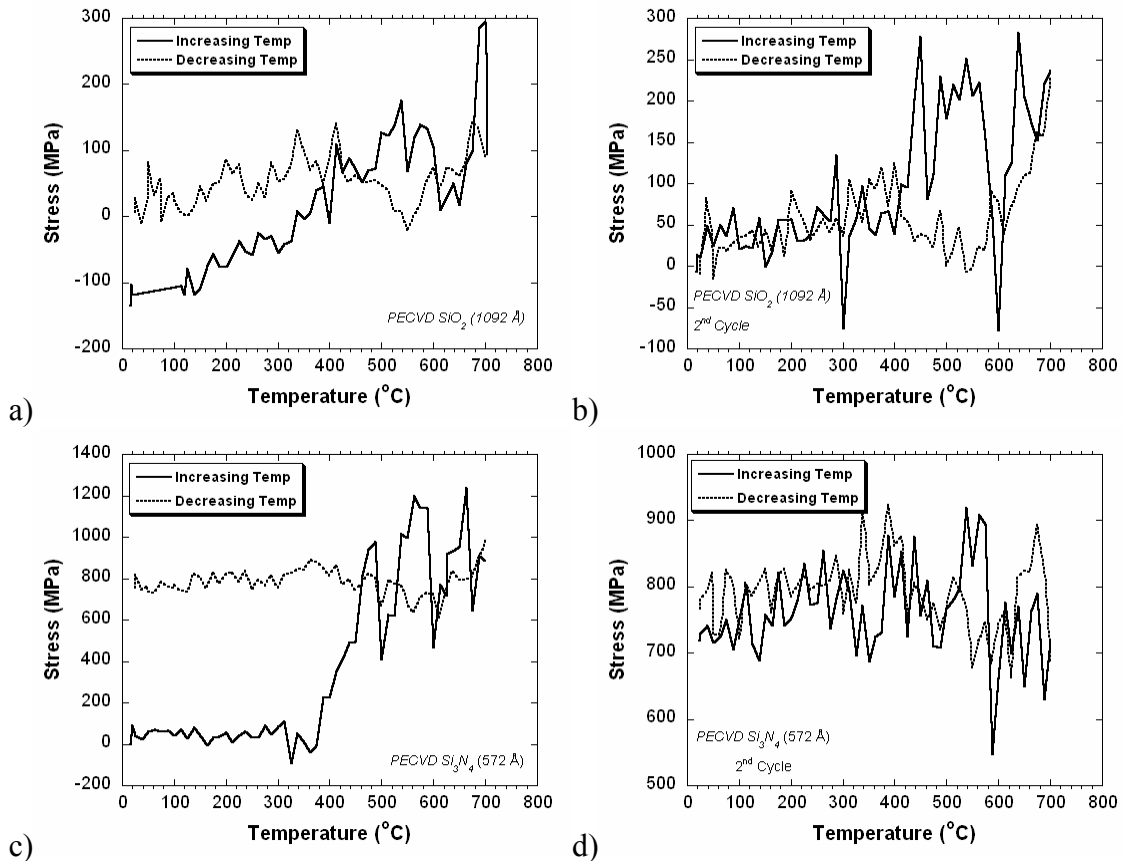 300
200
100
0
-100
-200
Stress (MPa)
Increasing Temp
Decreasing Temp
PECVD SiO2 (1092 Å)
0 100 200 300 400 500 600 700 800
Temperature (°C)
a)
300
250
200
150
100
50
0
-50
-100
Stress (MPa)
Increasing Temp
Decreasing Temp
PECVD SiO2 (1092 Å)
2nd Cycle
0 100 200 300 400 500 600 700 800
Temperature (°C)
b)
1400
1200
1000
800
600
400
200
0
-200
Stress (MPa)
Increasing Temp
Decreasing Temp
PECVD Si3N4 (572 Å)
0 100 200 300 400 500 600 700 800
Temperature (°C)
c)
1000
900
800
700
600
500
Stress (MPa)
Increasing Temp
Decreasing Temp
PECVD Si3N4 (572 Å)
2nd Cycle
0 100 200 300 400 500 600 700 800
Temperature (°C)
d)